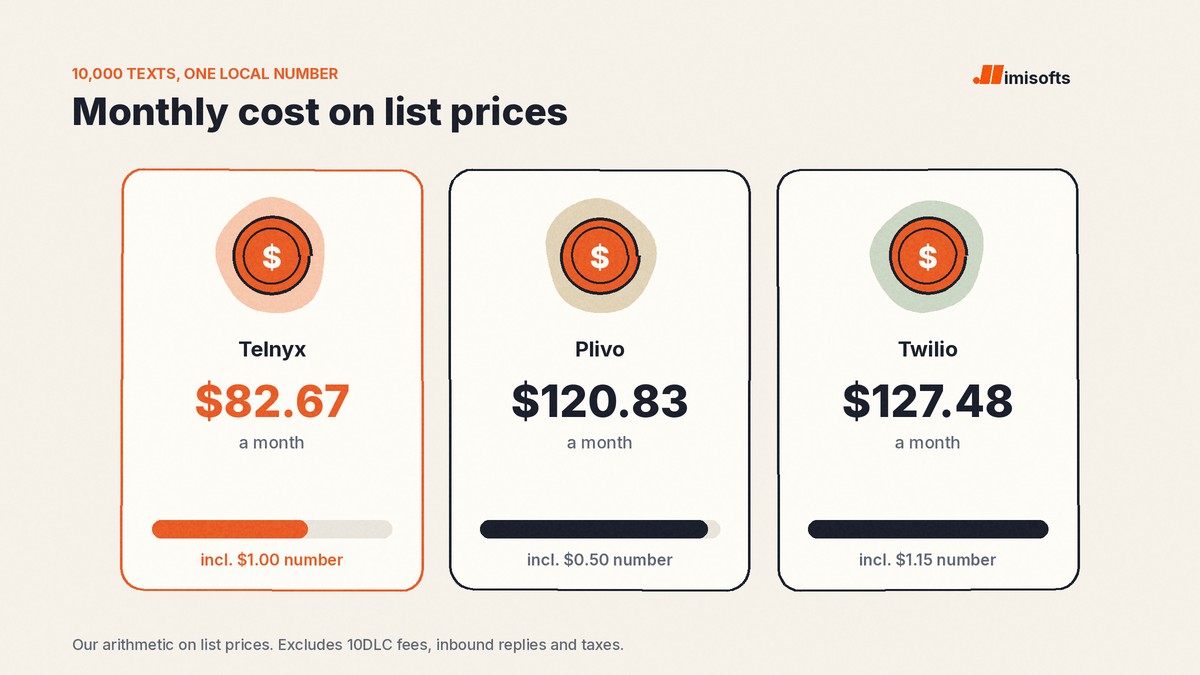 10,000 TEXTS, ONE LOCAL NUMBER
imisofts
Monthly cost on list prices
$
Telnyx
$82.67
a month
incl. $1.00 number
$
Plivo
$120.83
a month
incl. $0.50 number
$
Twilio
$127.48
a month
incl. $1.15 number
Our arithmetic on list prices. Excludes 10DLC fees, inbound replies and taxes.